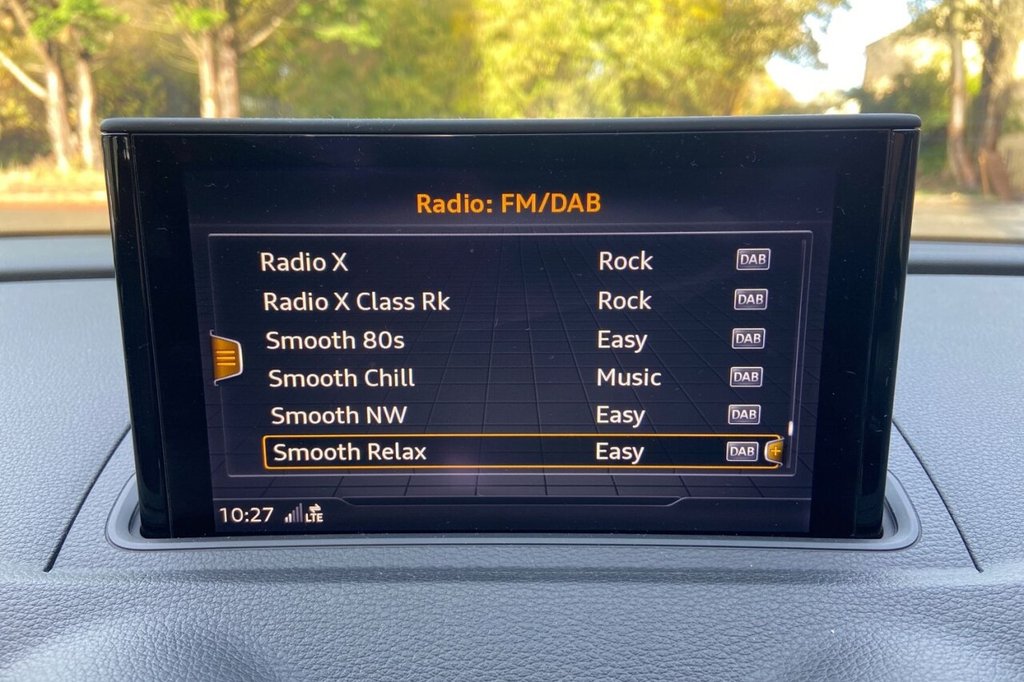 Radio: FM/DAB
Radio X Rock DAB
Radio X Class Rk Rock DAB
Smooth 80s Easy DAB
Smooth Chill Music DAB
Smooth NW Easy DAB
Smooth Relax Easy DAB +
10:27 LTE